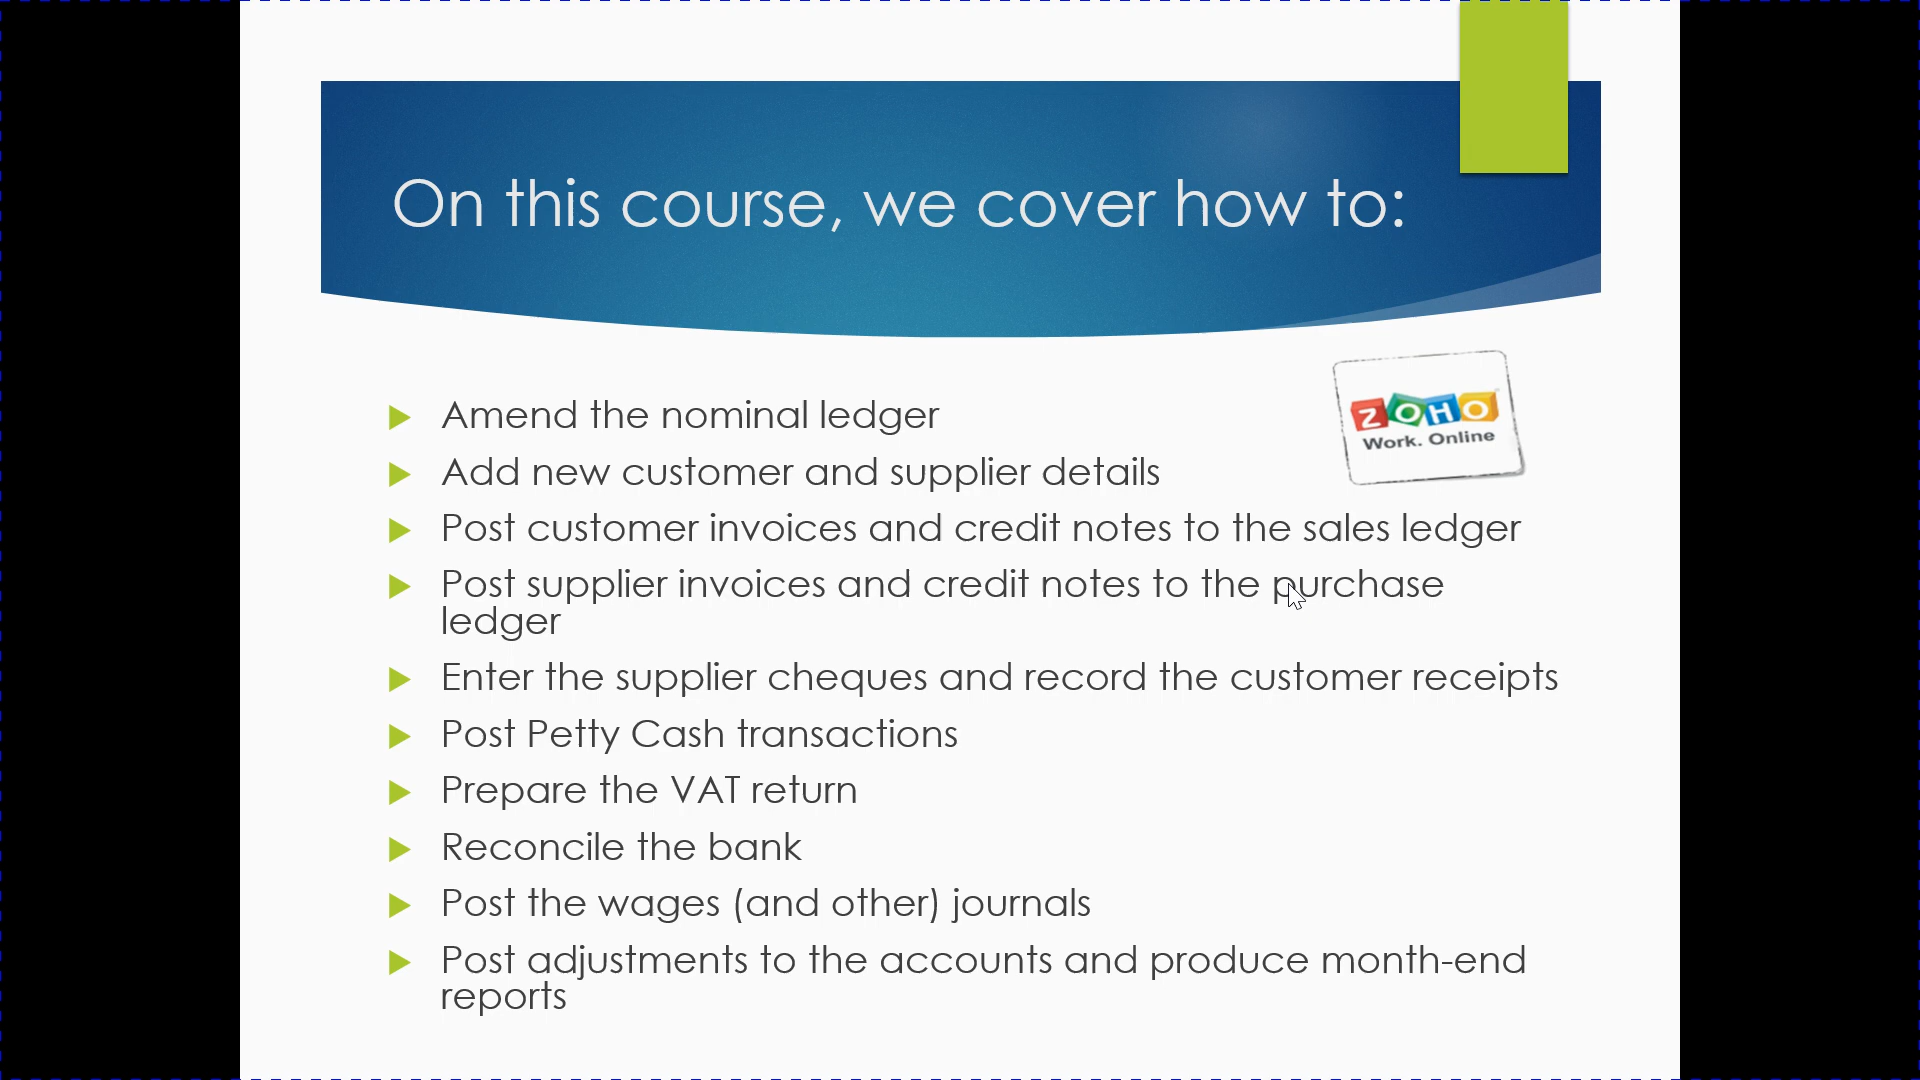 On this course, we cover how to:
ZOHO
Work. Online
Amend the nominal ledger
Add new customer and supplier details
Post customer invoices and credit notes to the sales ledger
Post supplier invoices and credit notes to the purchase
ledger
Enter the supplier cheques and record the customer receipts
Post Petty Cash transactions
Prepare the VAT return
Reconcile the bank
Post the wages (and other) journals
Post adjustments to the accounts and produce month-end
reports